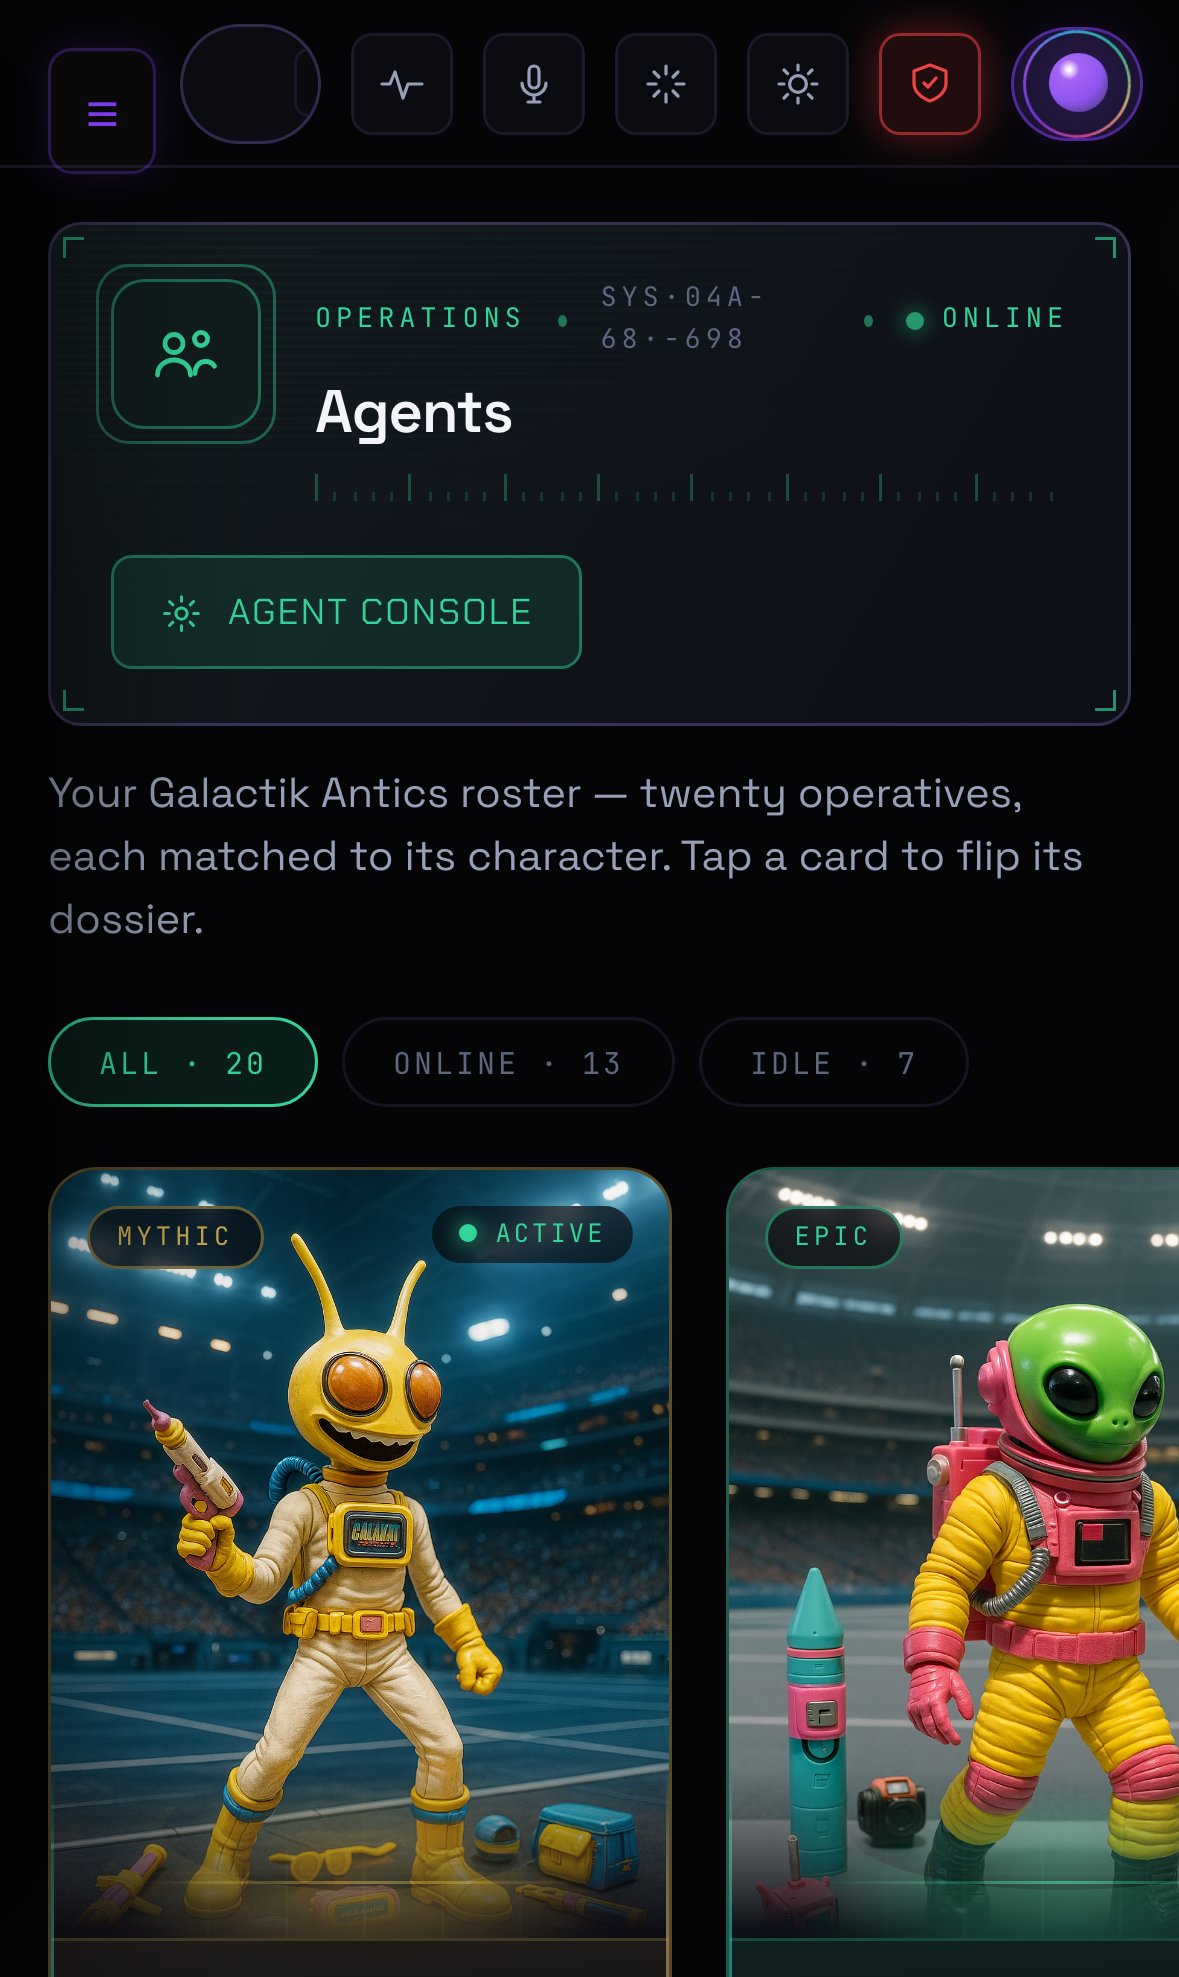 OPERATIONS
SYS·04A-
68·-698
ONLINE
Agents
AGENT CONSOLE
Your Galactik Antics roster — twenty operatives,
each matched to its character. Tap a card to flip its
dossier.
ALL · 20
ONLINE · 13
IDLE · 7
MYTHIC
ACTIVE
EPIC